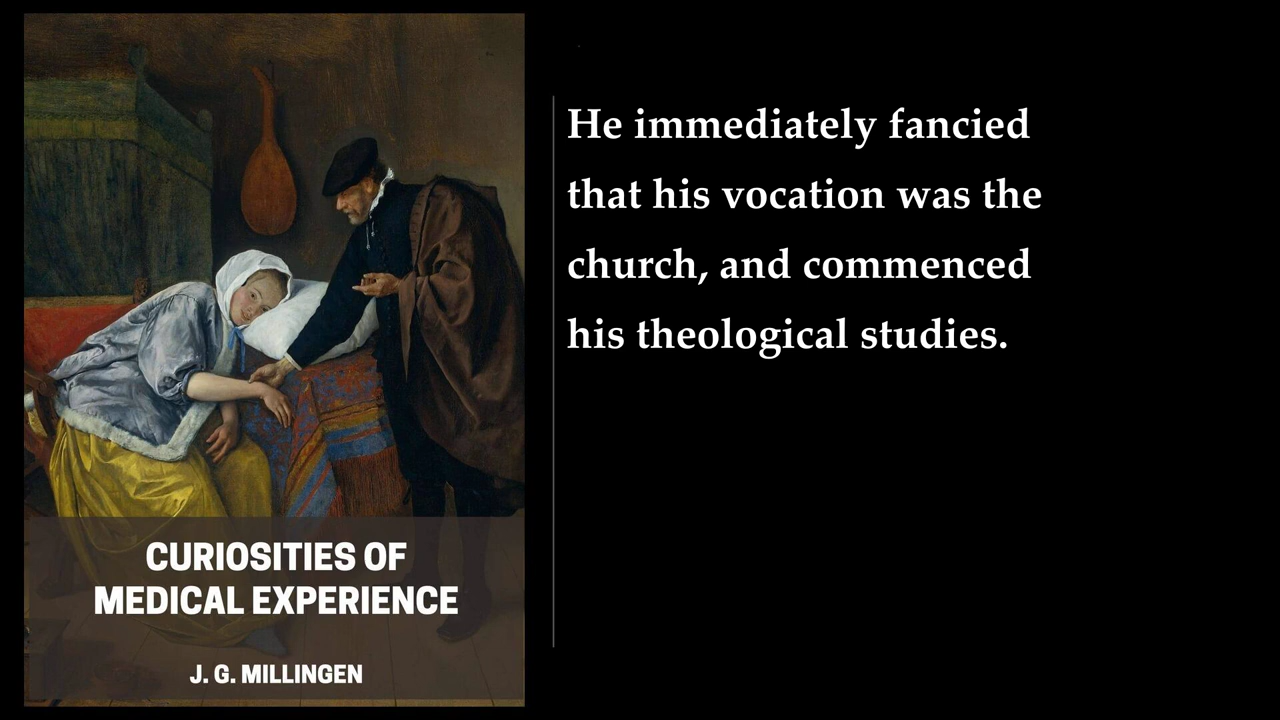 He immediately fancied
that his vocation was the
church, and commenced
his theological studies.
CURIOSITIES OF
MEDICAL EXPERIENCE
J. G. MILLINGEN